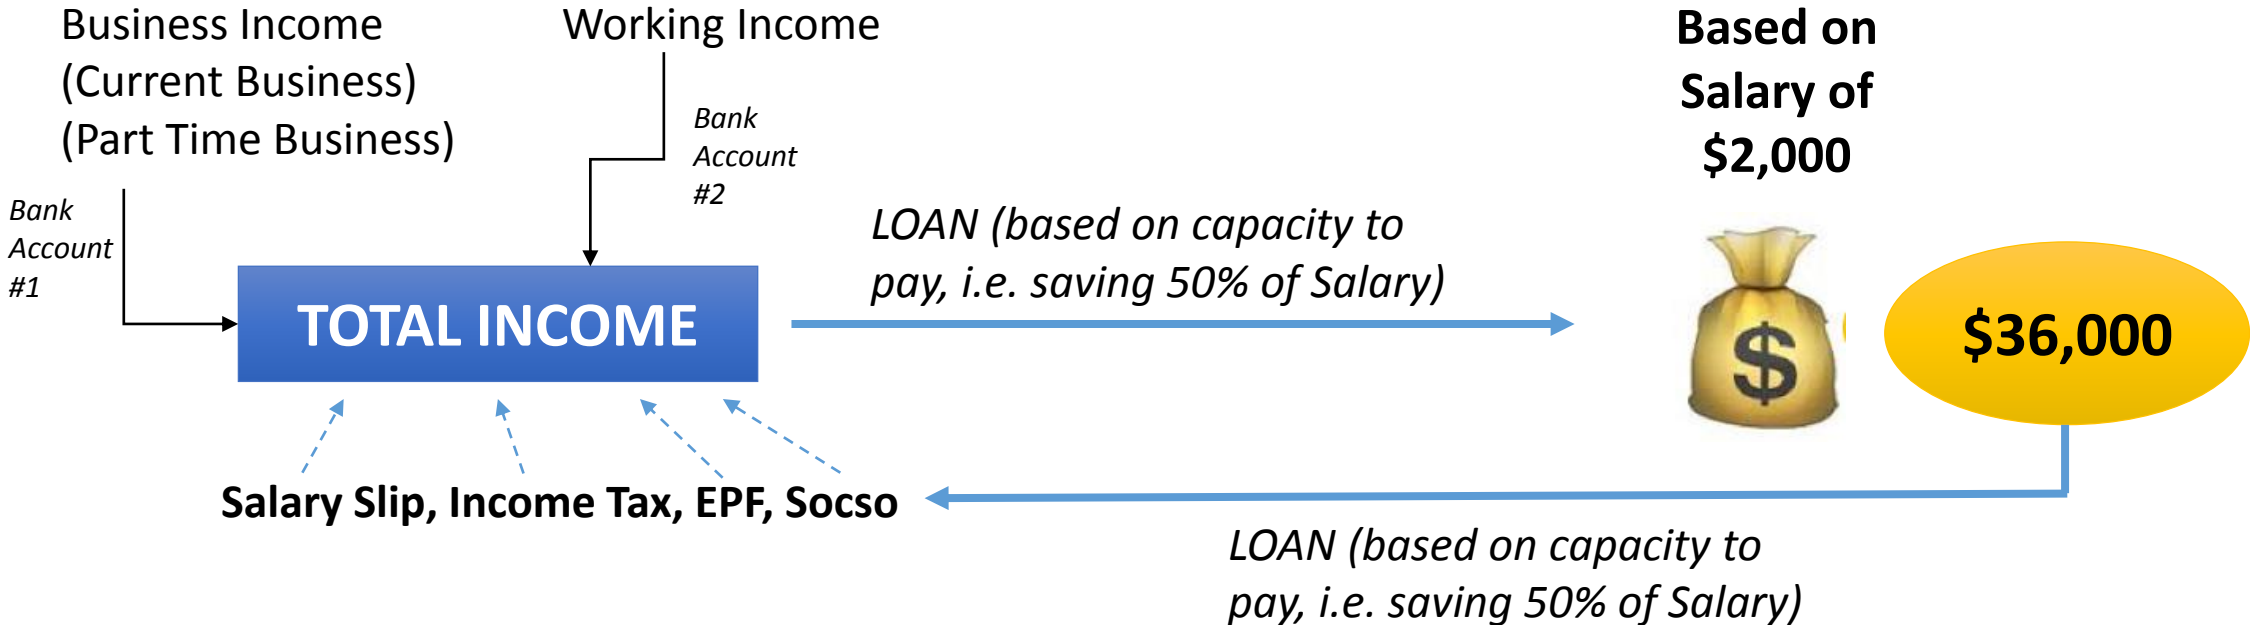 Business Income
(Current Business)
(Part Time Business)
Working Income
Bank
Account
#1
Bank
Account
#2
TOTAL INCOME
Salary Slip, Income Tax, EPF, Socso
LOAN (based on capacity to
pay, i.e. saving 50% of Salary)
Based on
Salary of
$2,000
$
$36,000
LOAN (based on capacity to
pay, i.e. saving 50% of Salary)